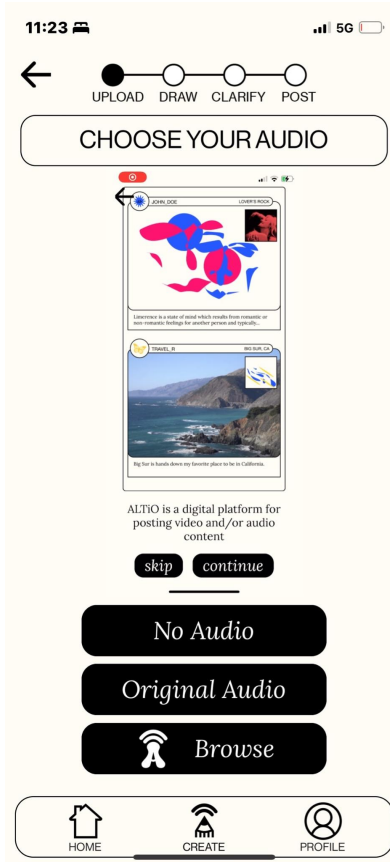 11:23
5G
UPLOAD DRAW CLARIFY POST
CHOOSE YOUR AUDIO
JOHN_DOE LOVER'S ROCK
Limerence is a state of mind which results from romantic or
non-romantic feelings for another person and typically...
TRAVEL_R BIG SUR, CA
Big Sur is hands down my favorite place to be in California.
ALTiO is a digital platform for
posting video and/or audio
content
skip continue
No Audio
Original Audio
Browse
HOME CREATE PROFILE